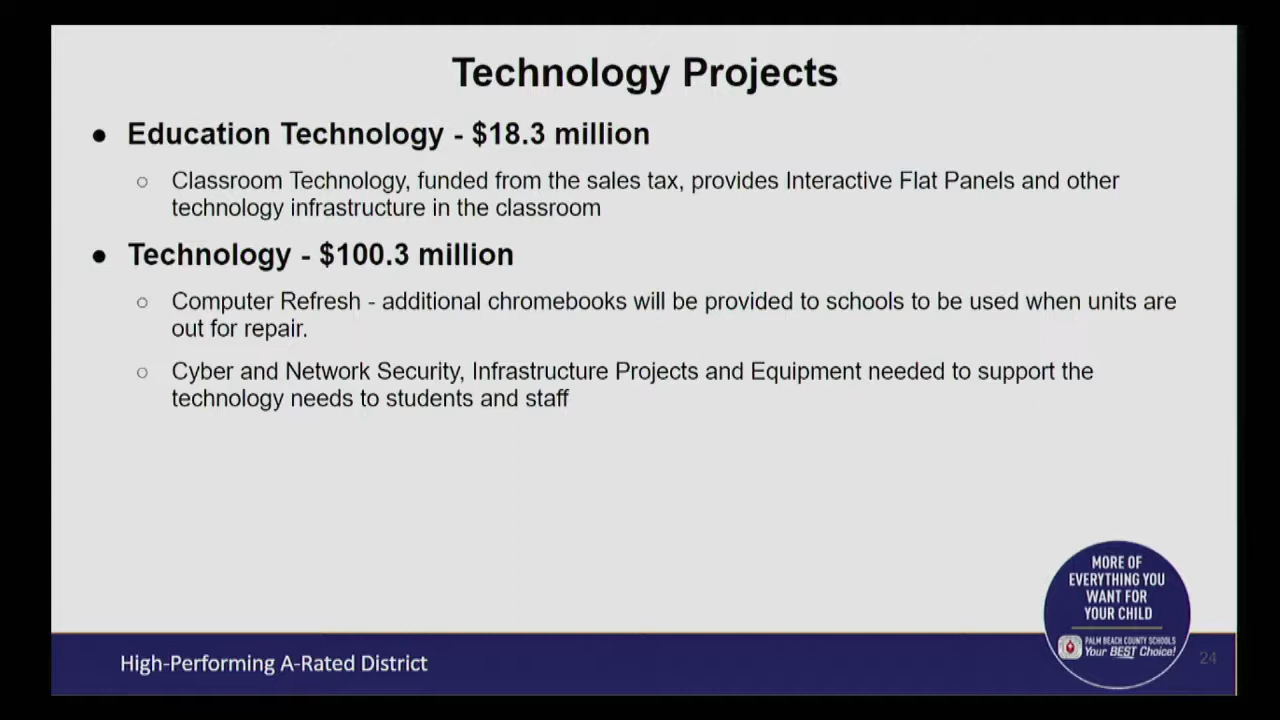 Technology Projects
● Education Technology - $18.3 million
○ Classroom Technology, funded from the sales tax, provides Interactive Flat Panels and other
technology infrastructure in the classroom
● Technology - $100.3 million
○ Computer Refresh - additional chromebooks will be provided to schools to be used when units are
out for repair.
○ Cyber and Network Security, Infrastructure Projects and Equipment needed to support the
technology needs to students and staff
MORE OF
EVERYTHING YOU
WANT FOR
YOUR CHILD
PALM BEACH COUNTY SCHOOLS
Your BEST Choice!
High-Performing A-Rated District
24